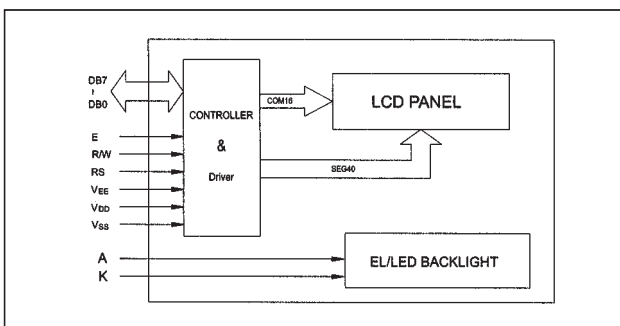 DB7
~
DB0
E
R/W
RS
VEE
VDD
VSS
A
K
CONTROLLER
&
Driver
COM16
SEG40
LCD PANEL
EL/LED BACKLIGHT